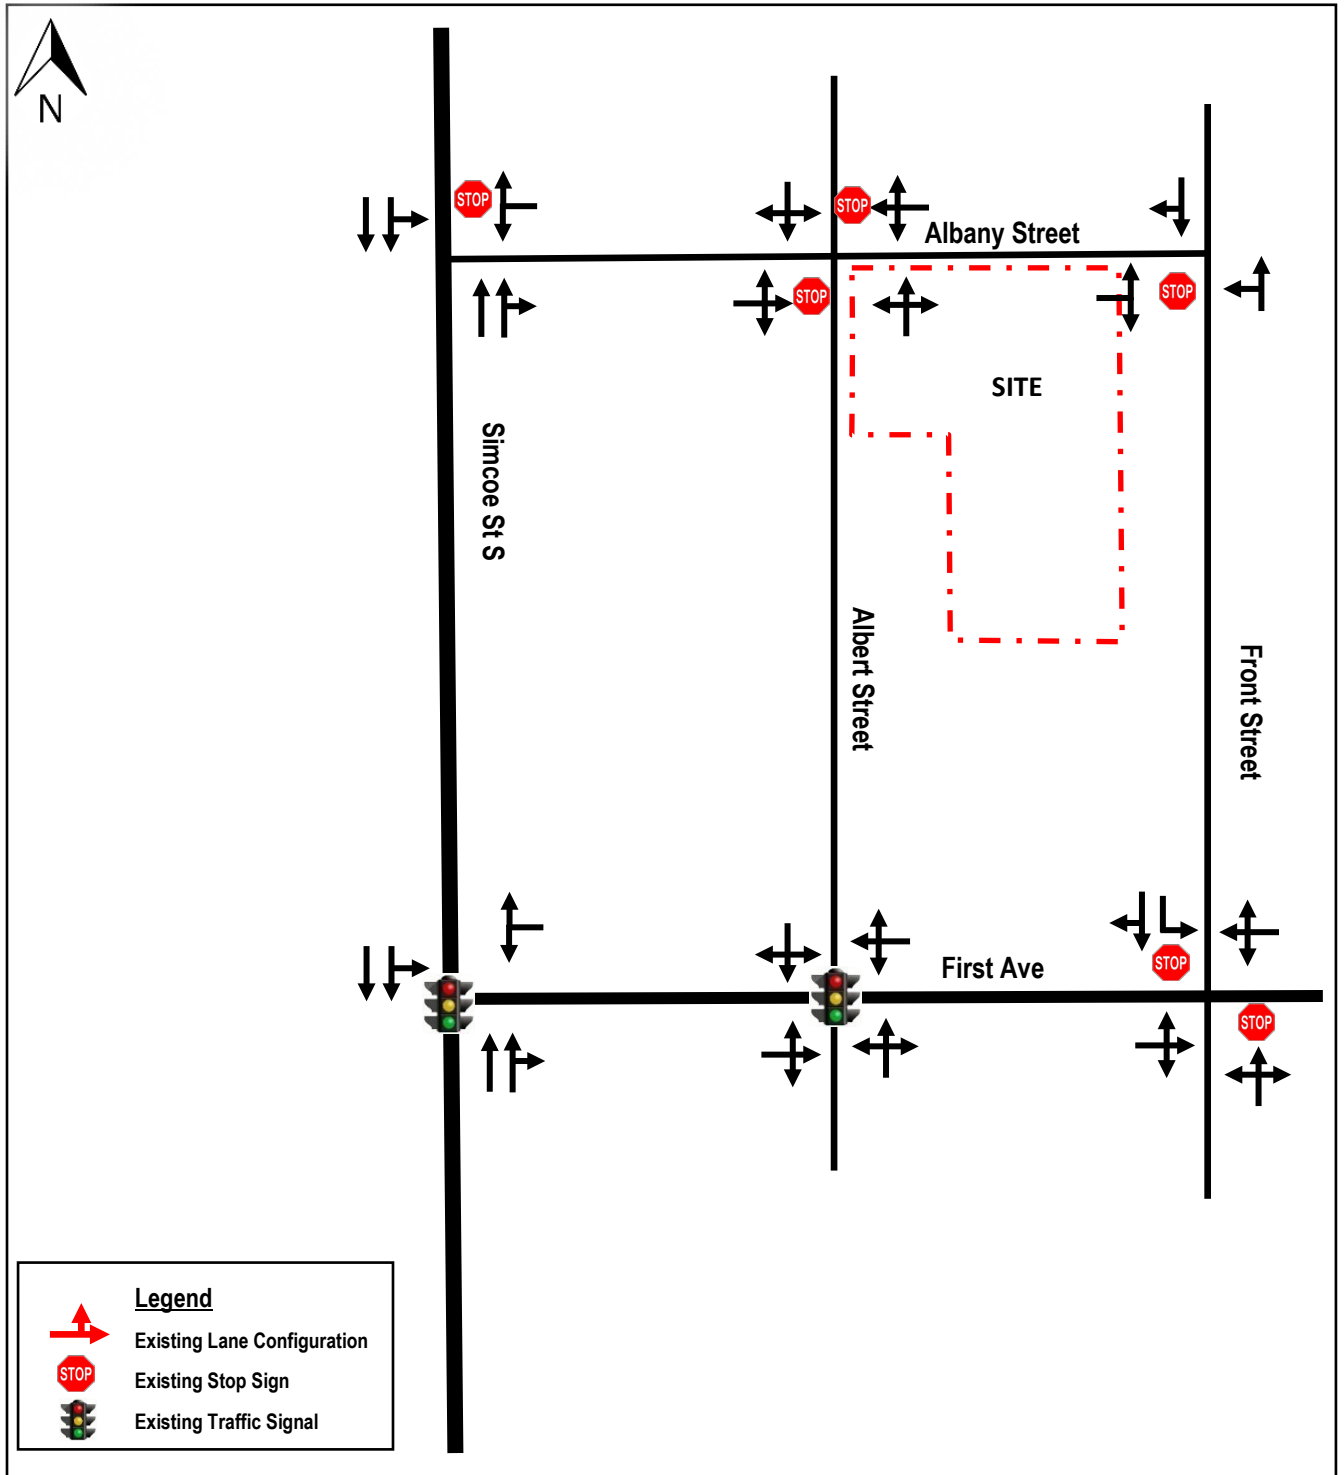 N
STOP
STOP
Albany Street
STOP
STOP
SITE
Simcoe St S
Albert Street
Front Street
First Ave
STOP
STOP
Legend
Existing Lane Configuration
STOP
Existing Stop Sign
Existing Traffic Signal